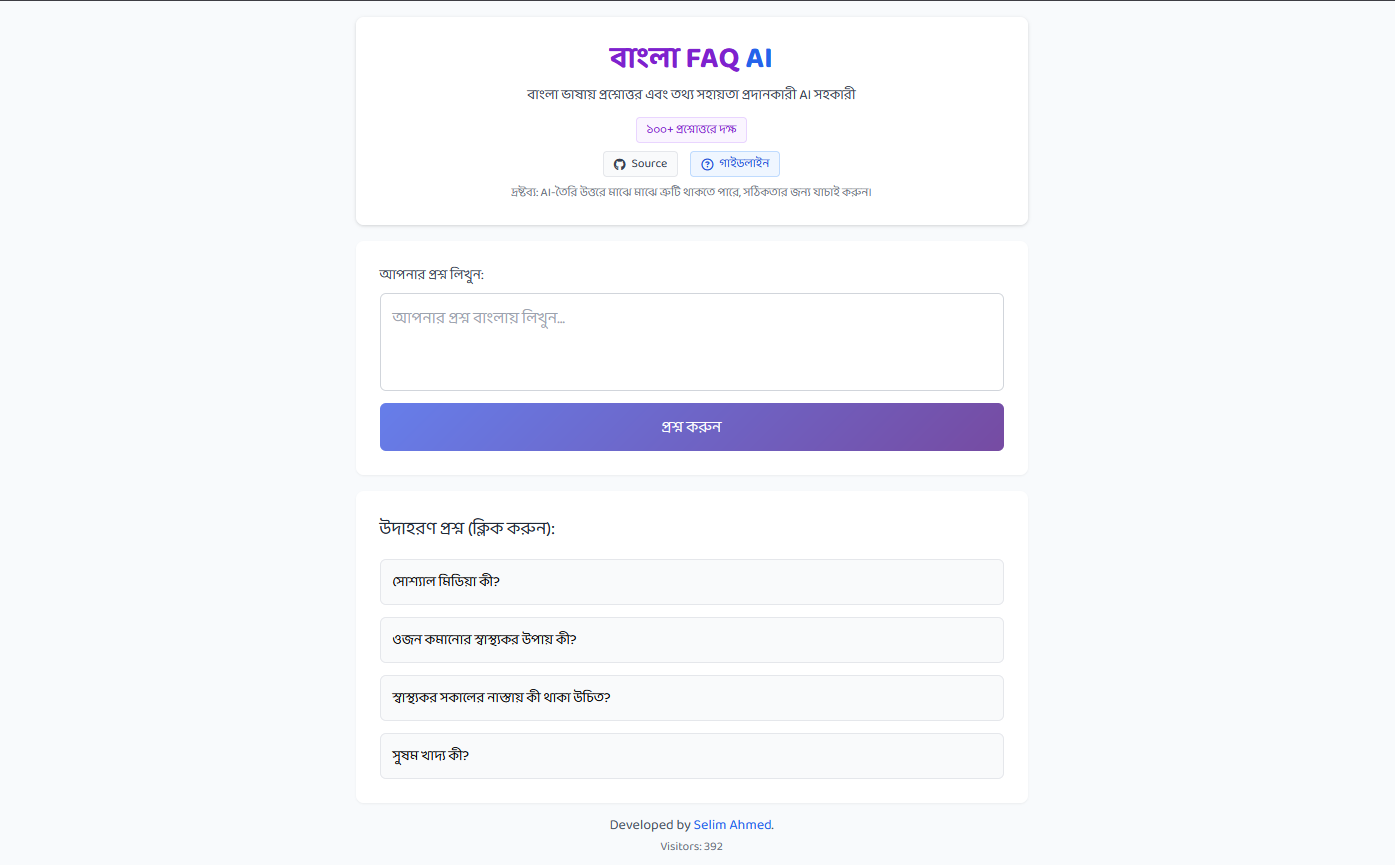 বাংলা FAQ AI
বাংলা ভাষায় প্রশ্নোত্তর এবং তথ্য সহায়তা প্রদানকারী AI সহকারী
১০০+ প্রশ্নোত্তরে দক্ষ
Source গাইডলাইন
দ্রষ্টব্য: AI-তৈরি উত্তরে মাঝে মাঝে ত্রুটি থাকতে পারে, সঠিকতার জন্য যাচাই করুন।
আপনার প্রশ্ন লিখুন:
আপনার প্রশ্ন বাংলায় লিখুন...
প্রশ্ন করুন
উদাহরণ প্রশ্ন (ক্লিক করুন):
সোশ্যাল মিডিয়া কী?
ওজন কমানোর স্বাস্থ্যকর উপায় কী?
স্বাস্থ্যকর সকালের নাস্তায় কী থাকা উচিত?
সুষম খাদ্য কী?
Developed by Selim Ahmed.
Visitors: 392